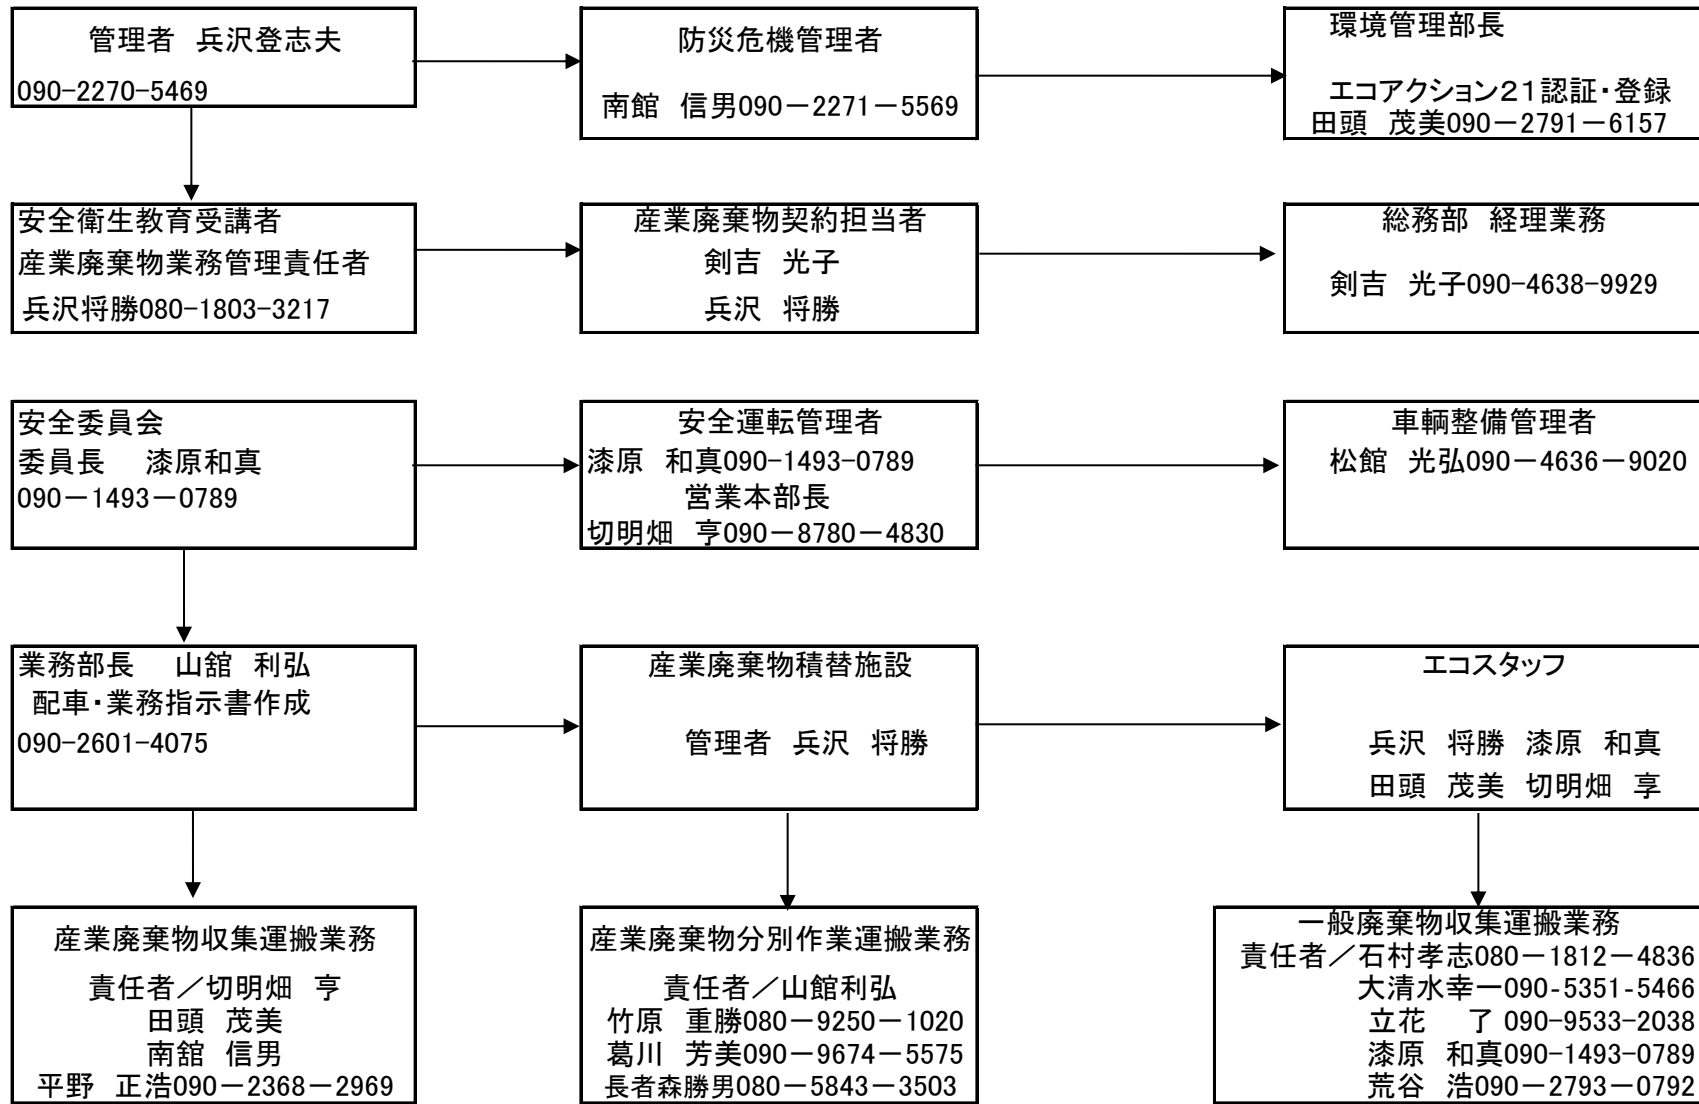 管理者 兵沢登志夫
090-2270-5469
防災危機管理者
南館 信男090－2271－5569
環境管理部長
エコアクション２１認証・登録
田頭 茂美090－2791－6157
安全衛生教育受講者
産業廃棄物業務管理責任者
兵沢将勝080-1803-3217
産業廃棄物契約担当者
剣吉 光子
兵沢 将勝
総務部 経理業務
剣吉 光子090-4638-9929
安全委員会
委員長 漆原和真
090－1493－0789
安全運転管理者
漆原 和真090-1493-0789
営業本部長
切明畑 亨090－8780－4830
車輌整備管理者
松館 光弘090－4636－9020
業務部長 山舘 利弘
配車・業務指示書作成
090-2601-4075
産業廃棄物積替施設
管理者 兵沢 将勝
エコスタッフ
兵沢 将勝 漆原 和真
田頭 茂美 切明畑 享
産業廃棄物収集運搬業務
責任者／切明畑 亨
田頭 茂美
南舘 信男
平野 正浩090－2368－2969
産業廃棄物分別作業運搬業務
責任者／山館利弘
竹原 重勝080－9250－1020
葛川 芳美090－9674－5575
長者森勝男080－5843－3503
一般廃棄物収集運搬業務
責任者／石村孝志080－1812－4836
大清水幸一090-5351-5466
立花 了 090-9533-2038
漆原 和真090-1493-0789
荒谷 浩090－2793－0792